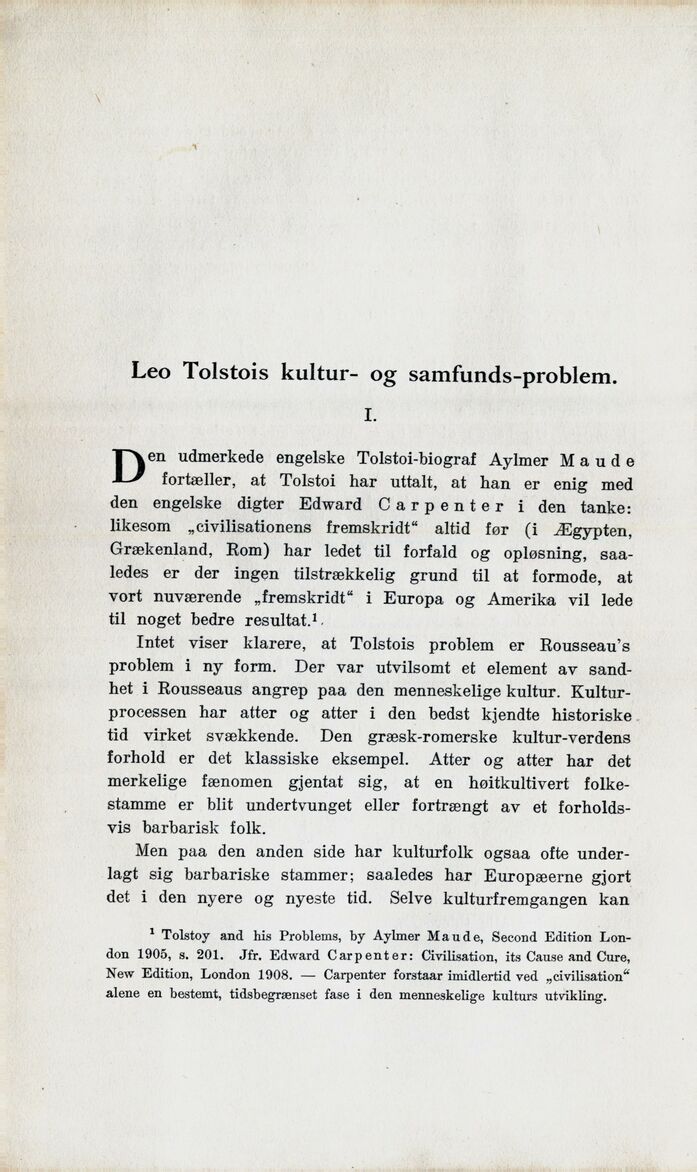 Leo Tolstois kultur- og samfunds-problem.
I.
Den udmerkede engelske Tolstoi-biograf Aylmer Maude
fortæller, at Tolstoi har uttalt, at han er enig med
den engelske digter Edward Carpenter i den tanke:
likesom „civilisationens fremskridt“ altid før (i Ægypten,
Grækenland, Rom) har ledet til forfald og opløsning, saa-
ledes er der ingen tilstrækkelig grund til at formode, at
vort nuværende „fremskridt“ i Europa og Amerika vil lede
til noget bedre resultat.¹
Intet viser klarere, at Tolstois problem er Rousseau's
problem i ny form. Der var utvilsomt et element av sand-
het i Rousseaus angrep paa den menneskelige kultur. Kultur-
processen har atter og atter i den bedst kjendte historiske
tid virket svækkende. Den græsk-romerske kultur-verdens
forhold er det klassiske eksempel. Atter og atter har det
merkelige fænomen gjentat sig, at en høitkultivert folke-
stamme er blit undertvunget eller fortrængt av et forholds-
vis barbarisk folk.
Men paa den anden side har kulturfolk ogsaa ofte under-
lagt sig barbariske stammer; saaledes har Europæerne gjort
det i den nyere og nyeste tid. Selve kulturfremgangen kan
¹ Tolstoy and his Problems, by Aylmer Maude, Second Edition Lon-
don 1905, s. 201. Jfr. Edward Carpenter: Civilisation, its Cause and Cure,
New Edition, London 1908. — Carpenter forstaar imidlertid ved „civilisation“
alene en bestemt, tidsbegrænset fase i den menneskelige kulturs utvikling.